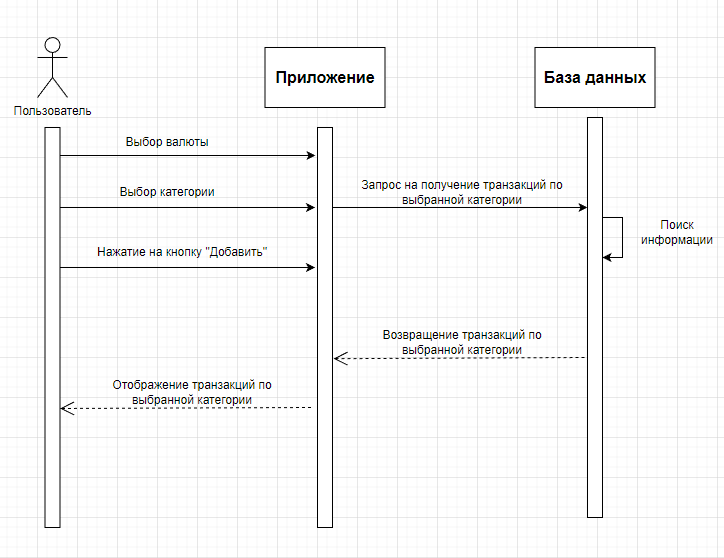 Пользователь
Приложение
База данных
Выбор валюты
Выбор категории
Запрос на получение транзакций по
выбранной категории
Поиск
информации
Нажатие на кнопку "Добавить"
Возвращение транзакций по
выбранной категории
Отображение транзакций по
выбранной категории